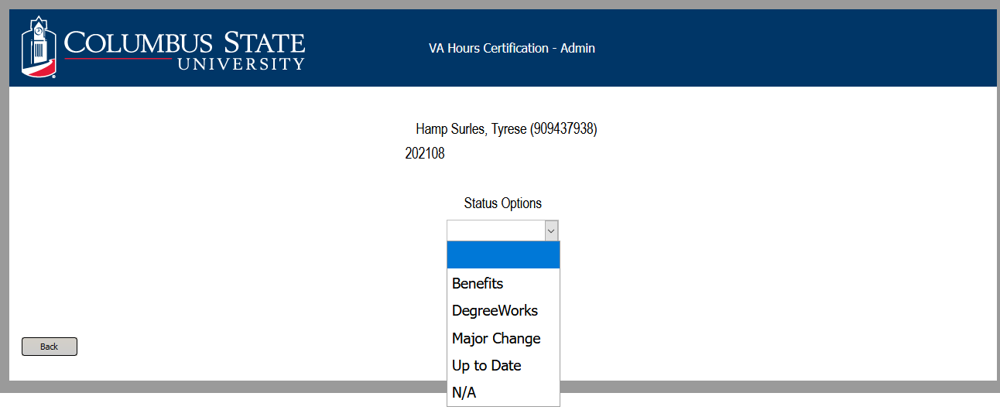 COLUMBUS STATE
UNIVERSITY
VA Hours Certification - Admin
Hamp Surles, Tyrese (909437938)
202108
Status Options
Benefits
DegreeWorks
Major Change
Up to Date
N/A
Back